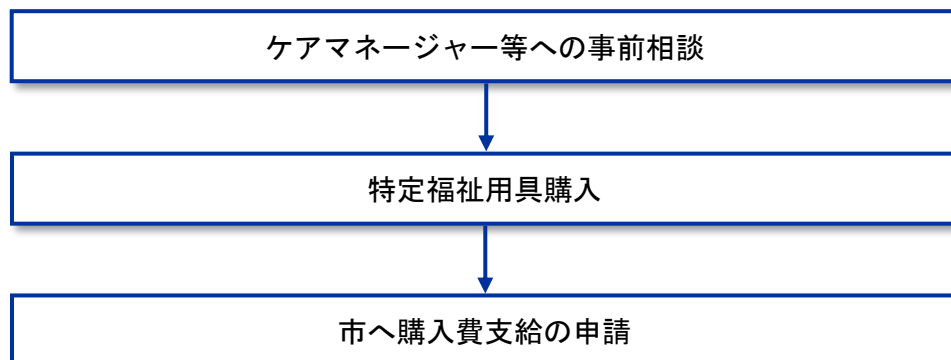 ケアマネージャー等への事前相談
特定福祉用具購入
市へ購入費支給の申請